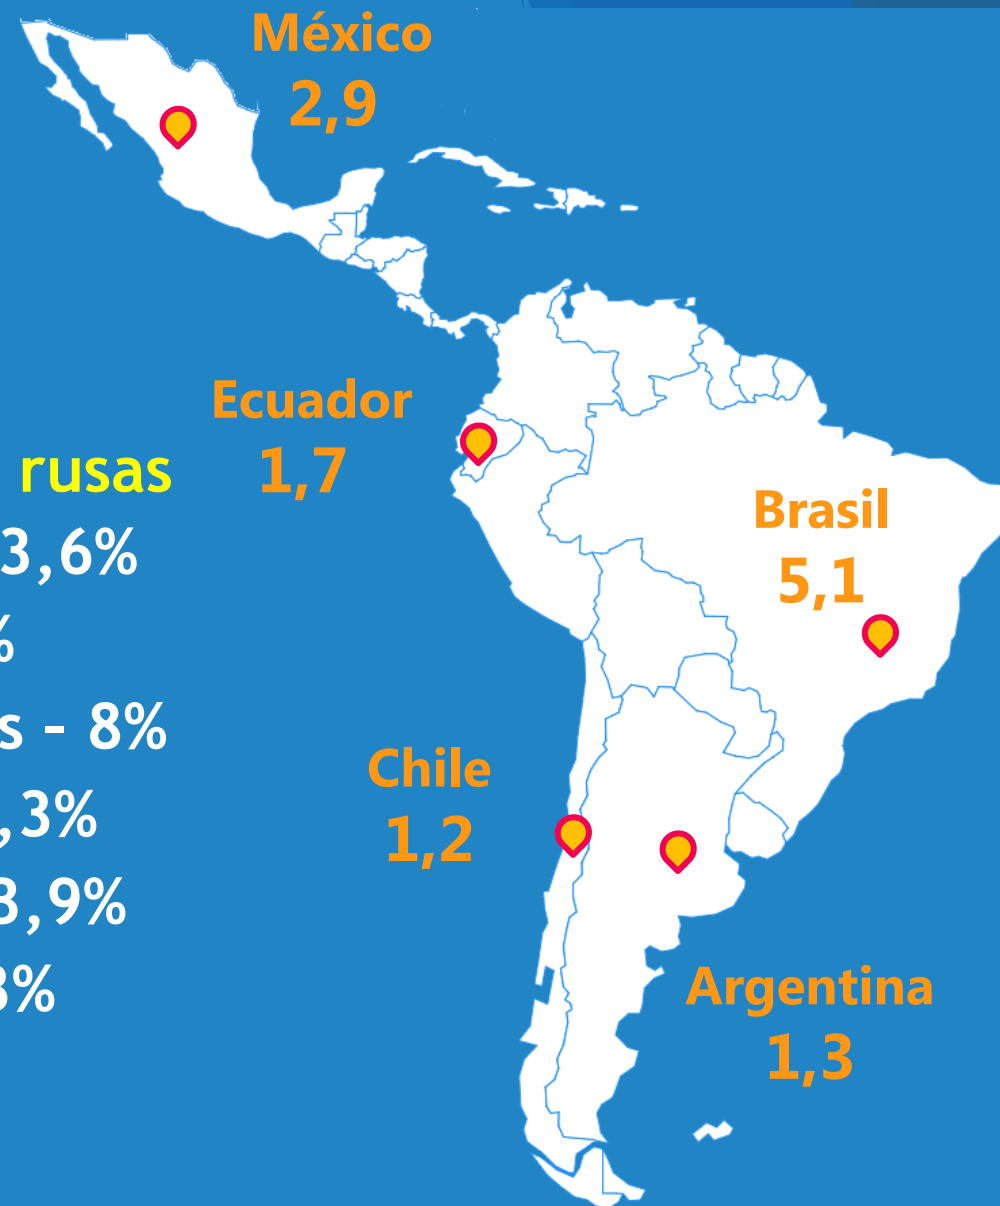 México
2,9
Ecuador
1,7
rusas
3,6%
%
s - 8%
,3%
3,9%
3%
Brasil
5,1
Chile
1,2
Argentina
1,3